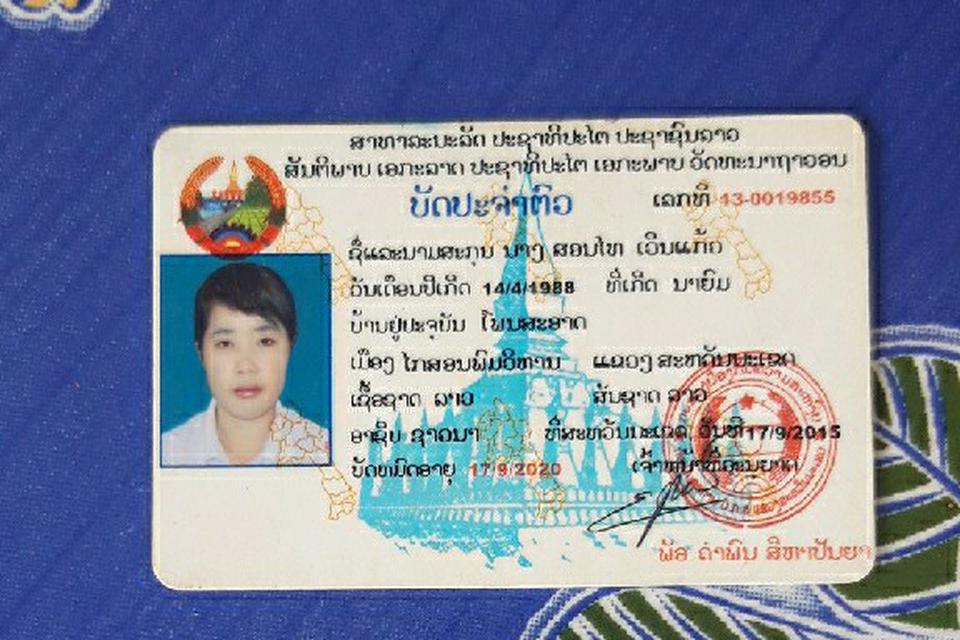 ສາທາລະນະລັດ ປະຊາທິປະໄຕ ປະຊາຊົນລາວ
ສັນຕິພາບ ເອກະລາດ ປະຊາທິປະໄຕ ເອກະພາບ ວັດທະນາຖາວອນ
ບັດປະຈຳຕົວ
ເລກທີ 13-0019855
ຊື່ແລະນາມສະກຸນ ນາງ ສອນໄທ ເວິນແກ້ວ
ວັນເດືອນປີເກີດ 14/4/1988 ທີ່ເກີດ ນາຍົມ
ບ້ານຢູ່ປະຈຸບັນ ໂພນສະອາດ
ເມືອງ ໄກສອນພົມວິຫານ ແຂວງ ສະຫວັນນະເຂດ
ເຊື້ອຊາດ ລາວ ສັນຊາດ ລາວ
ອາຊິບ ຊາວນາ ທີ່ສະຫວັນນະເຂດ, ວັນທີ 17/9/2015
ບັດໝົດອາຍຸ 17/9/2020 ເຈົ້າໜ້າທີ່ອະນຸຍາດ
ພັອ ຄຳພົນ ສີຫາປັນຍາ